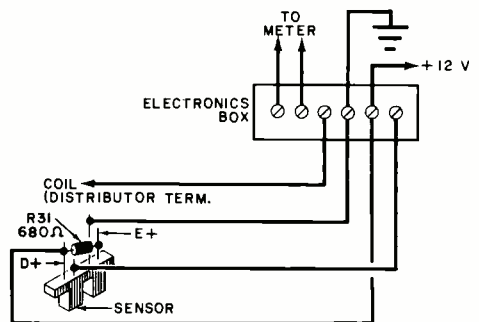 TO
METER
+12 V
ELECTRONICS
BOX
COIL
(DISTRIBUTOR TERM.
R31
680Ω
E+
D+
SENSOR